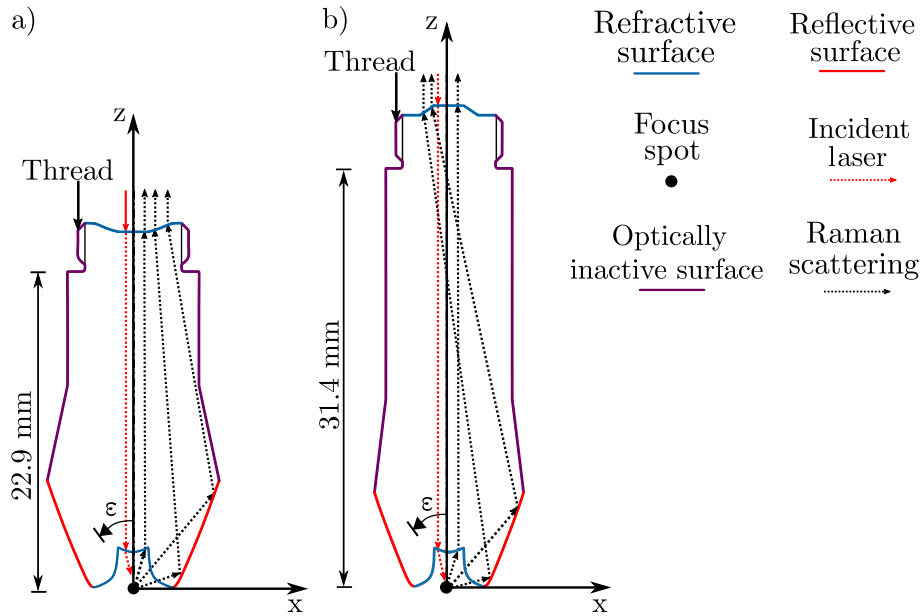 a)
z
Thread
22.9 mm
ε
x
b)
z
Thread
31.4 mm
ε
x
Refractive
surface
Reflective
surface
Focus
spot
Incident
laser
Optically
inactive surface
Raman
scattering